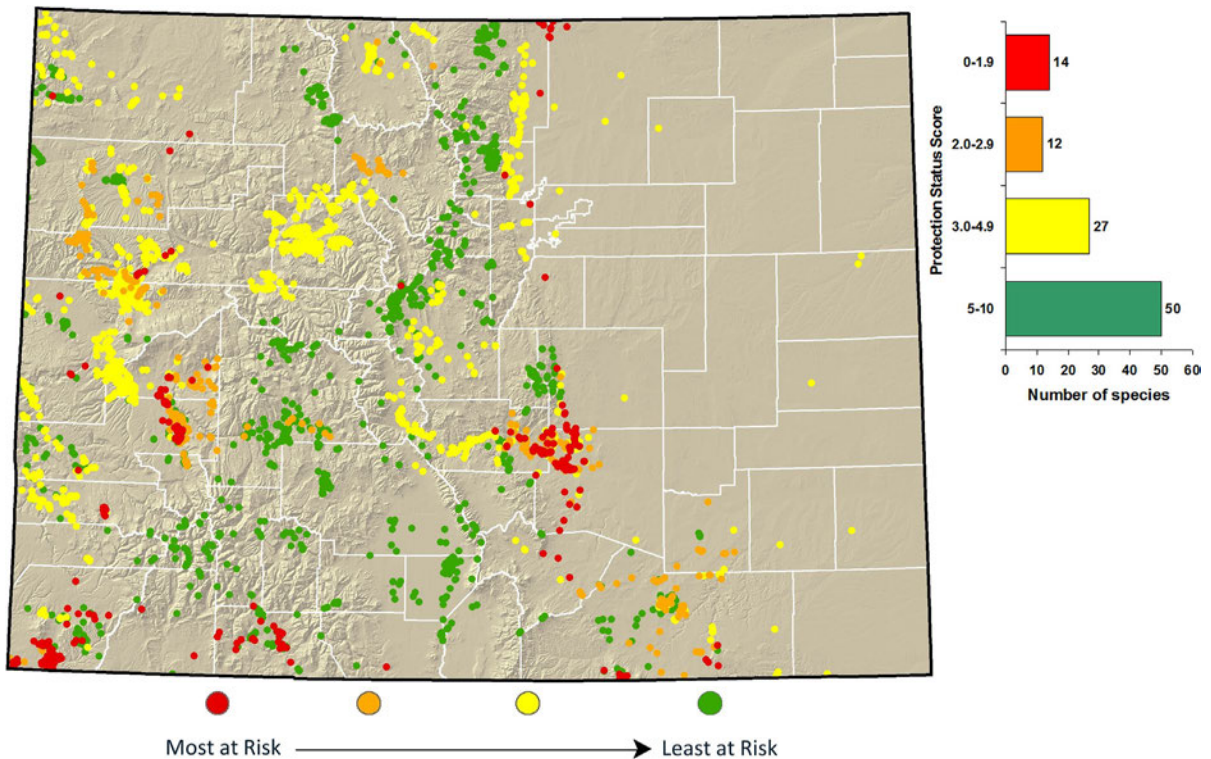 Protection Status Score
0-1.9
14
2.0-2.9
12
3.0-4.9
27
5-10
50
0 10 20 30 40 50 60
Number of species
Most at Risk
Least at Risk